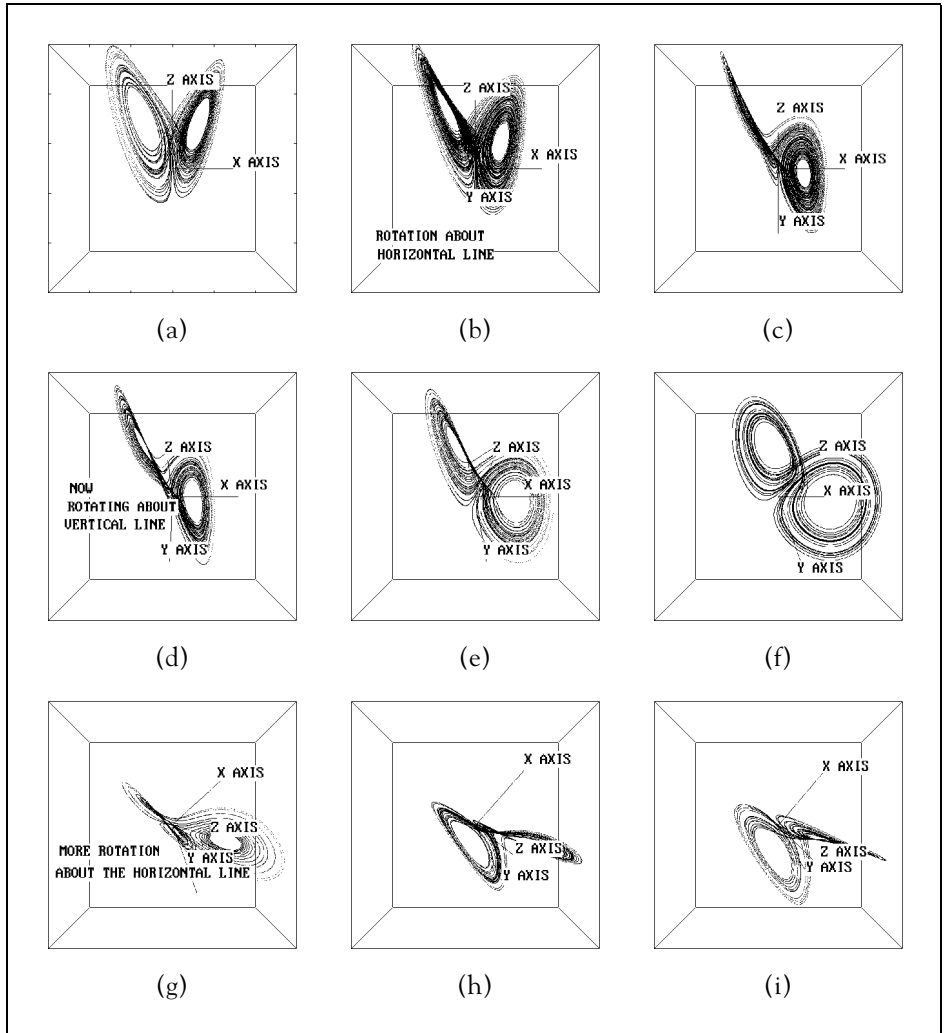 Z AXIS
X AXIS
(a)
Z AXIS
X AXIS
Y AXIS
ROTATION ABOUT
HORIZONTAL LINE
(b)
Z AXIS
X AXIS
Y AXIS
(c)
Z AXIS
X AXIS
NOW
ROTATING ABOUT
VERTICAL LINE
Y AXIS
(d)
Z AXIS
X AXIS
Y AXIS
(e)
Z AXIS
X AXIS
Y AXIS
(f)
X AXIS
Z AXIS
Y AXIS
MORE ROTATION
ABOUT THE HORIZONTAL LINE
(g)
X AXIS
Z AXIS
Y AXIS
(h)
X AXIS
Z AXIS
Y AXIS
(i)